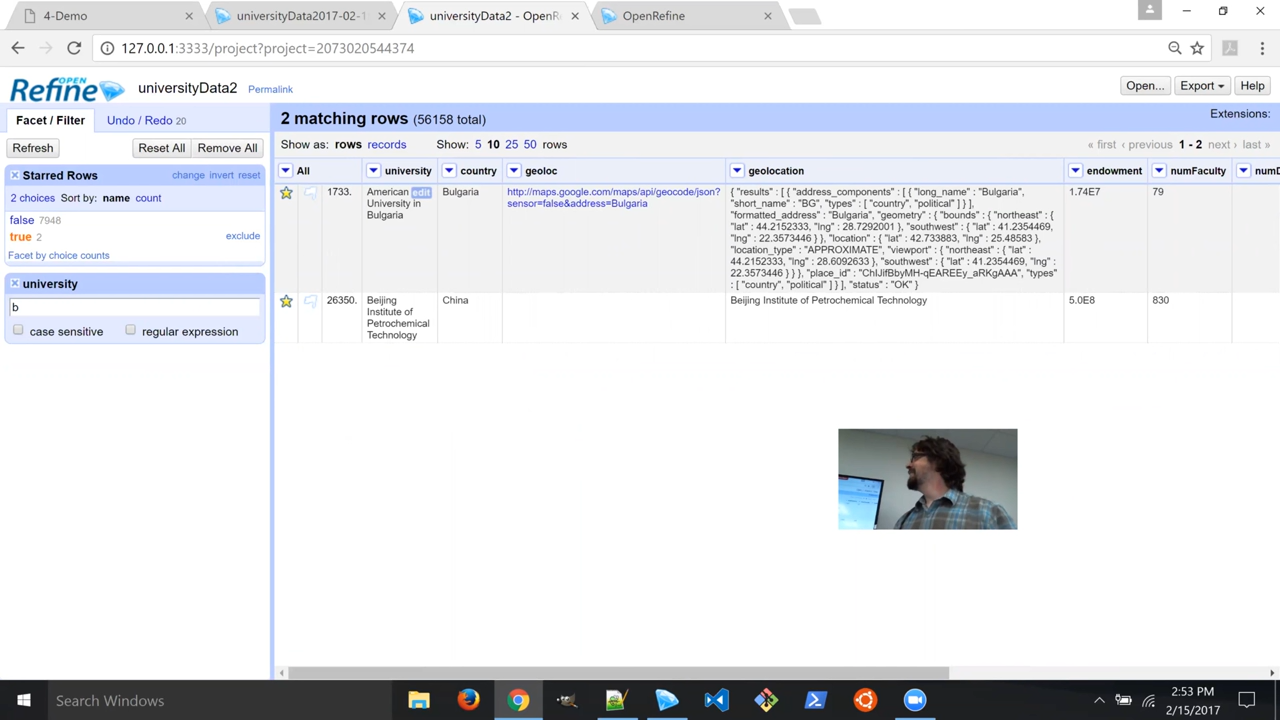 4-Demo
universityData2017-02-1
universityData2 - OpenR
OpenRefine
127.0.0.1:3333/project?project=2073020544374
OPEN
Refine
universityData2
Permalink
Open...
Export
Help
Facet / Filter
Undo / Redo 20
2 matching rows (56158 total)
Extensions:
Refresh
Reset All
Remove All
Show as: rows records
Show: 5 10 25 50 rows
« first ‹ previous 1 - 2 next › last »
Starred Rows
change invert reset
2 choices Sort by: name count
false 7948
true 2
exclude
Facet by choice counts
university
b
case sensitive
regular expression
All
university
country
geoloc
geolocation
endowment
numFaculty
numD
1733.
American edit
University in
Bulgaria
Bulgaria
http://maps.google.com/maps/api/geocode/json?
sensor=false&address=Bulgaria
{ "results" : [ { "address_components" : [ { "long_name" : "Bulgaria",
"short_name" : "BG", "types" : [ "country", "political" ] } ],
"formatted_address" : "Bulgaria", "geometry" : { "bounds" : { "northeast" : {
"lat" : 44.2152333, "lng" : 28.7292001 }, "southwest" : { "lat" : 41.2354469,
"lng" : 22.3573446 } }, "location" : { "lat" : 42.733883, "lng" : 25.48583 },
"location_type" : "APPROXIMATE", "viewport" : { "northeast" : { "lat" :
44.2152333, "lng" : 28.6092633 }, "southwest" : { "lat" : 41.2354469, "lng" :
22.3573446 } } }, "place_id" : "ChIJifBbyMH-qEAREEy_aRKgAAA", "types"
: [ "country", "political" ] } ], "status" : "OK" }
1.74E7
79
26350.
Beijing
Institute of
Petrochemical
Technology
China
Beijing Institute of Petrochemical Technology
5.0E8
830
Search Windows
2:53 PM
2/15/2017